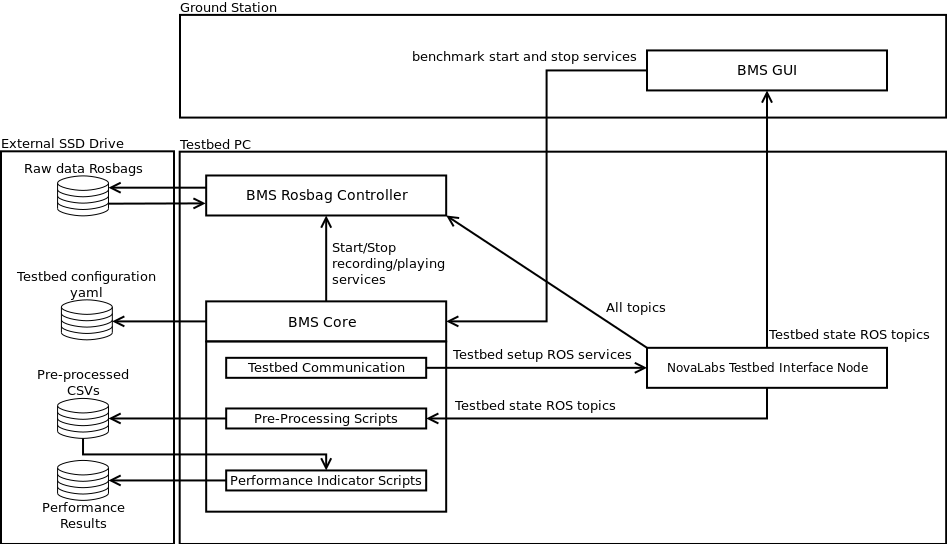 Ground Station
benchmark start and stop services
BMS GUI
External SSD Drive
Testbed PC
Raw data Rosbags
BMS Rosbag Controller
Start/Stop
recording/playing
services
Testbed configuration
yaml
All topics
BMS Core
Testbed state ROS topics
Testbed setup ROS services
Testbed Communication
NovaLabs Testbed Interface Node
Pre-processed
CSVs
Testbed state ROS topics
Pre-Processing Scripts
Performance Indicator Scripts
Performance
Results